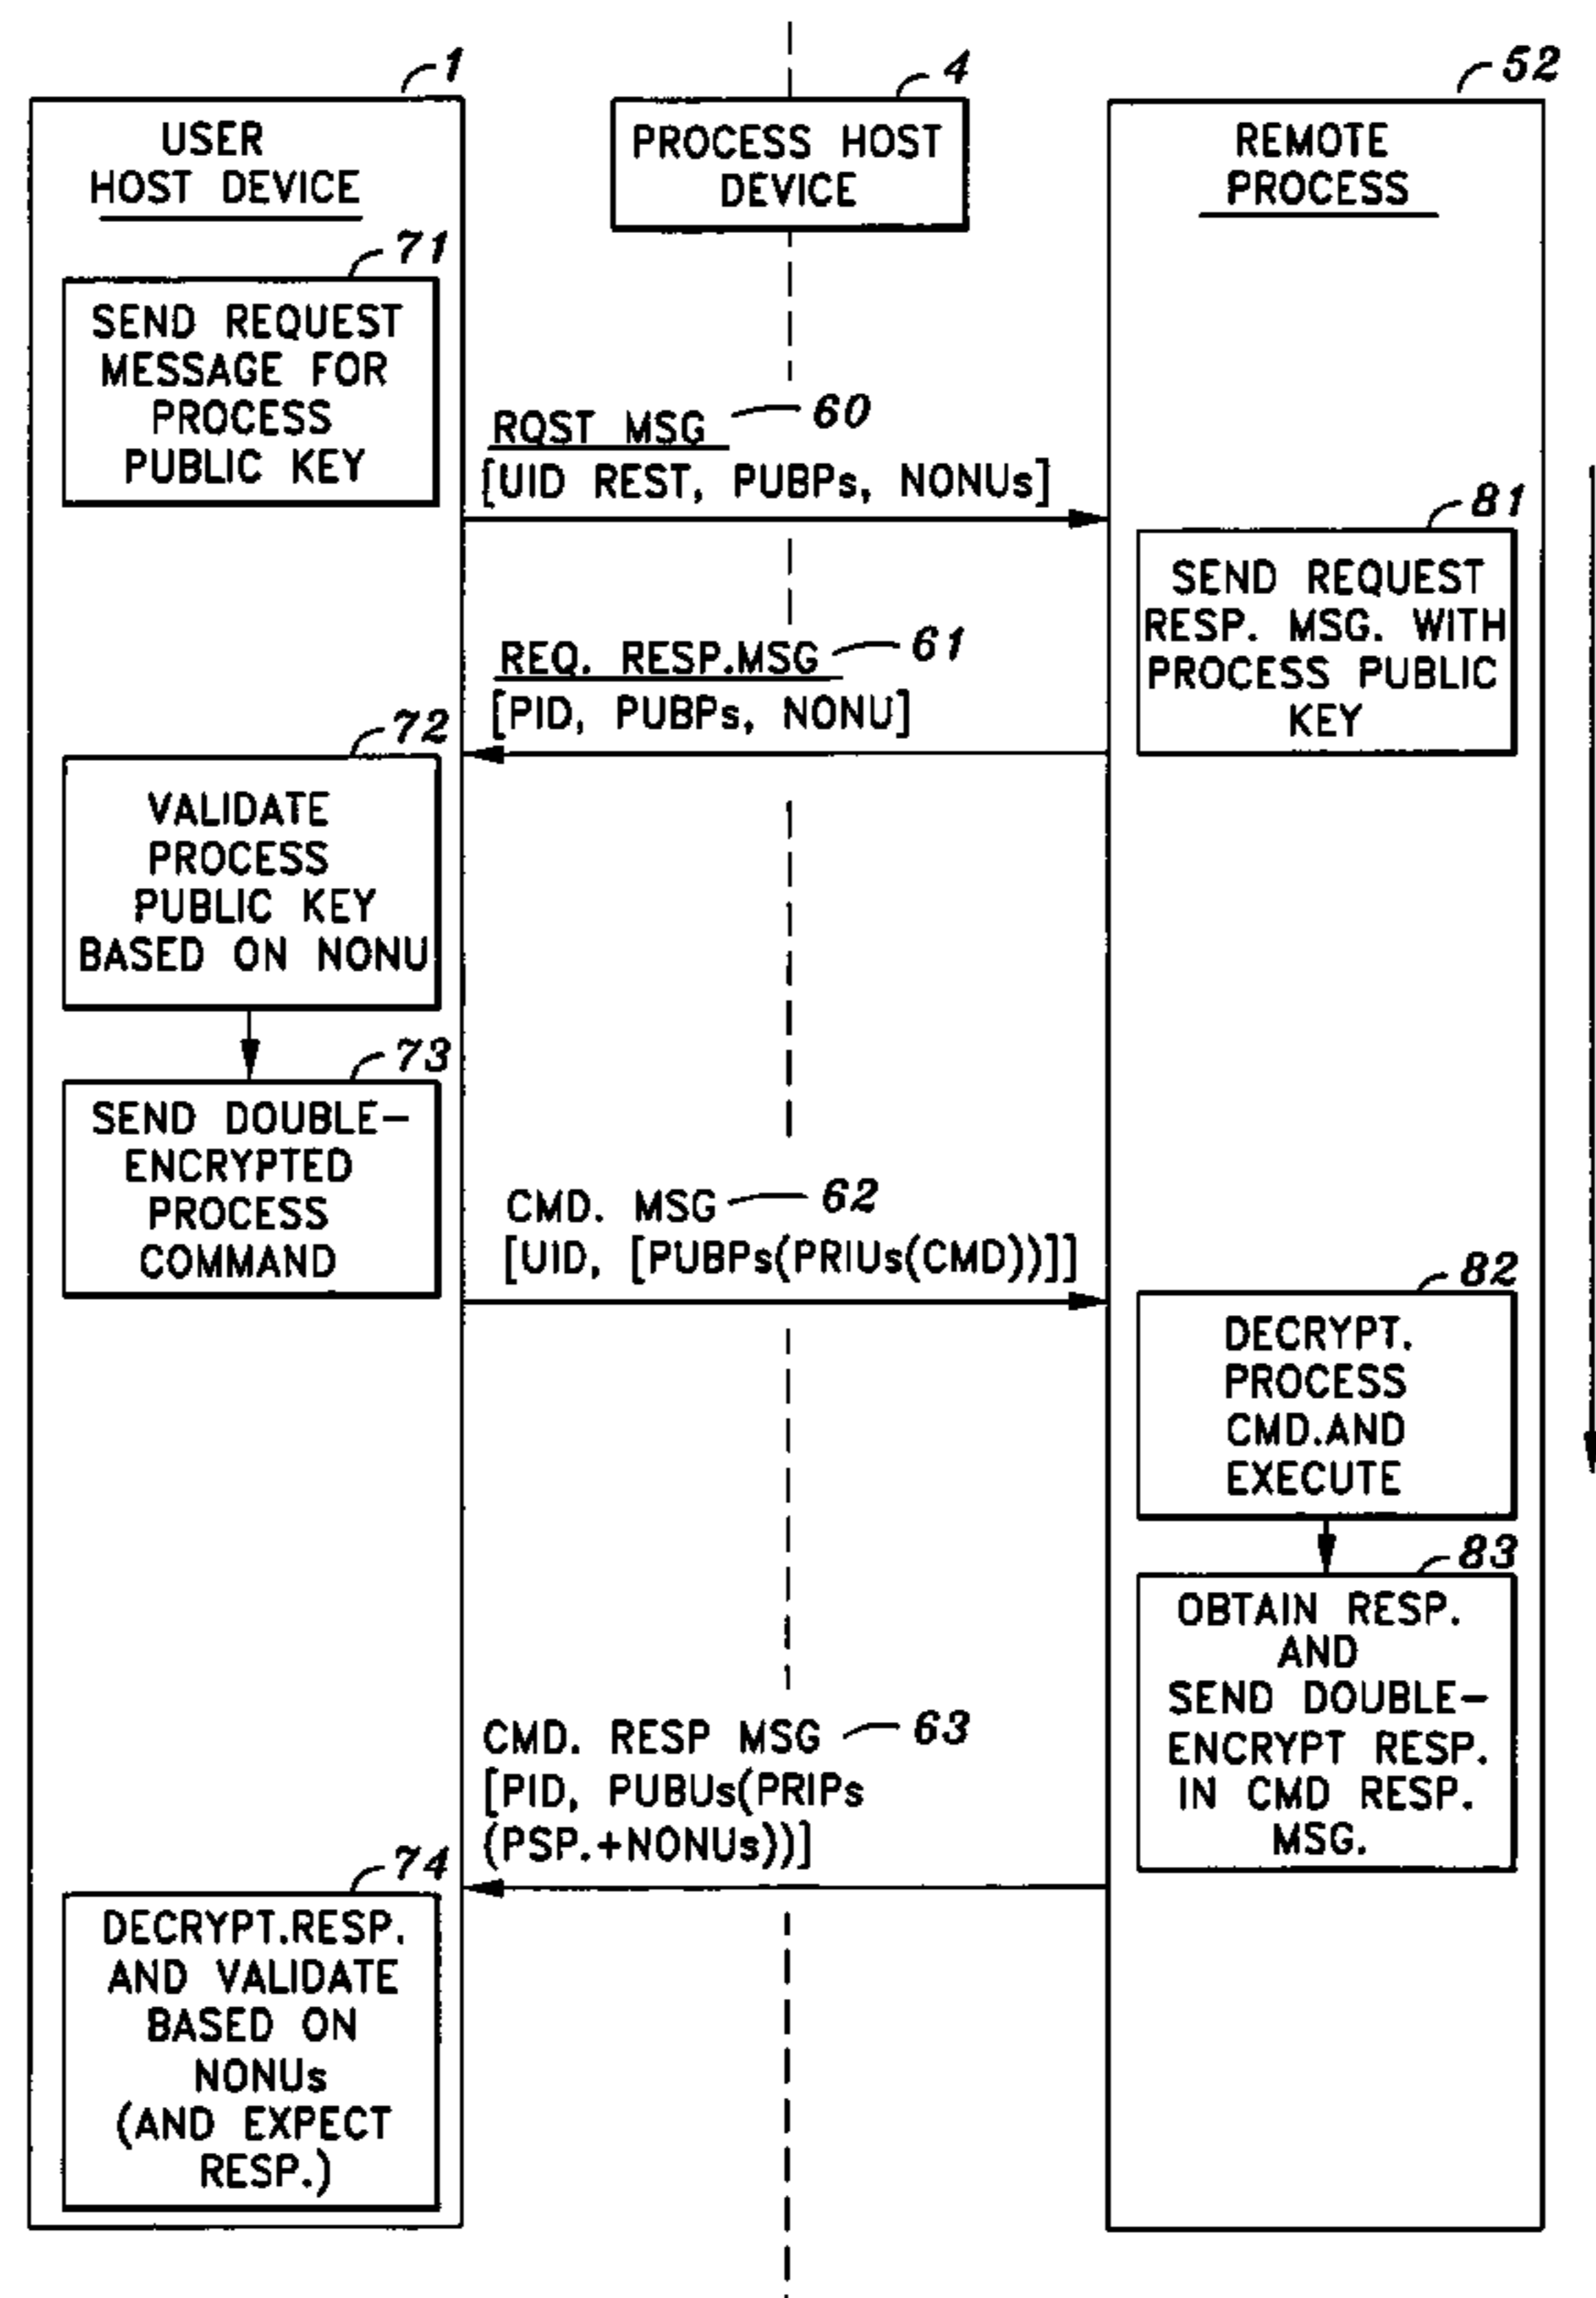 1
USER
HOST DEVICE
4
PROCESS HOST
DEVICE
52
REMOTE
PROCESS
71
SEND REQUEST
MESSAGE FOR
PROCESS
PUBLIC KEY
RQST MSG 60
[UID REST, PUBPs, NONUs]
81
SEND REQUEST
RESP. MSG. WITH
PROCESS PUBLIC
KEY
REQ. RESP.MSG 61
[PID, PUBPs, NONU]
72
VALIDATE
PROCESS
PUBLIC KEY
BASED ON NONU
73
SEND DOUBLE-
ENCRYPTED
PROCESS
COMMAND
CMD. MSG 62
[UID, [PUBPs(PRIUs(CMD))]]
82
DECRYPT.
PROCESS
CMD.AND
EXECUTE
83
OBTAIN RESP.
AND
SEND DOUBLE-
ENCRYPT RESP.
IN CMD RESP.
MSG.
CMD. RESP MSG 63
[PID, PUBUs(PRIPs
(PSP.+NONUs))]
74
DECRYPT.RESP.
AND VALIDATE
BASED ON
NONUs
(AND EXPECT
RESP.)